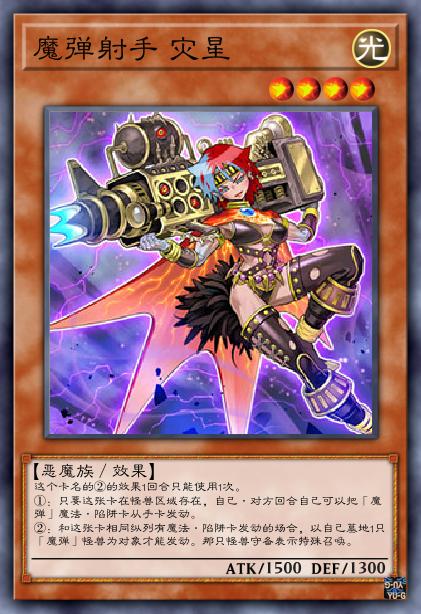 魔弹射手 灾星
光
【恶魔族／效果】
这个卡名的②的效果1回合只能使用1次。
①：只要这张卡在怪兽区域存在，自己·对方回合自己可以把「魔
弹」魔法·陷阱卡从手卡发动。
②：和这张卡相同纵列有魔法·陷阱卡发动的场合，以自己墓地1只
「魔弹」怪兽为对象才能发动。那只怪兽守备表示特殊召唤。
ATK/1500 DEF/1300